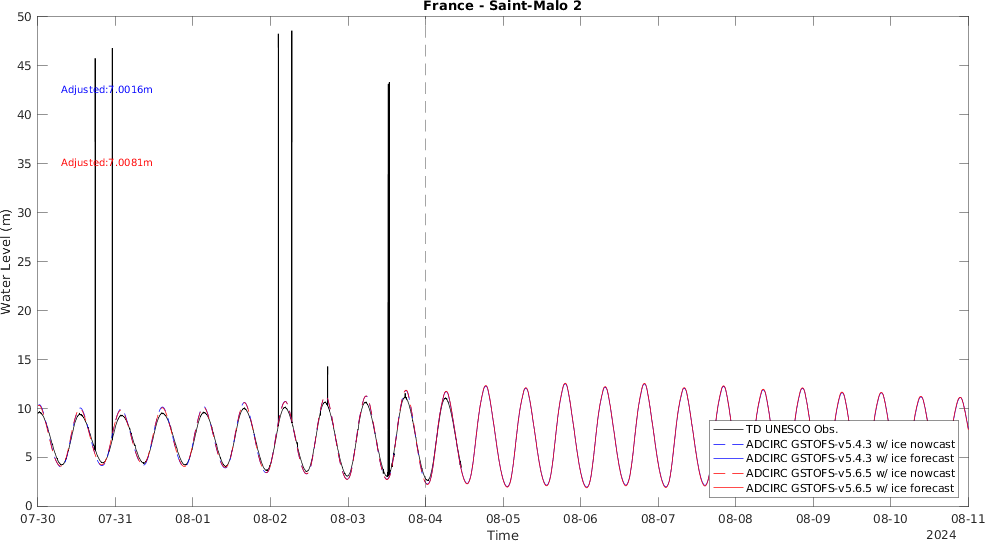 France - Saint-Malo 2
50
45
40
35
30
25
20
15
10
5
0
Water Level (m)
Adjusted:7.0016m
Adjusted:7.0081m
TD UNESCO Obs.
ADCIRC GSTOFS-v5.4.3 w/ ice nowcast
ADCIRC GSTOFS-v5.4.3 w/ ice forecast
ADCIRC GSTOFS-v5.6.5 w/ ice nowcast
ADCIRC GSTOFS-v5.6.5 w/ ice forecast
07-30 07-31 08-01 08-02 08-03 08-04 08-05 08-06 08-07 08-08 08-09 08-10 08-11
Time
2024